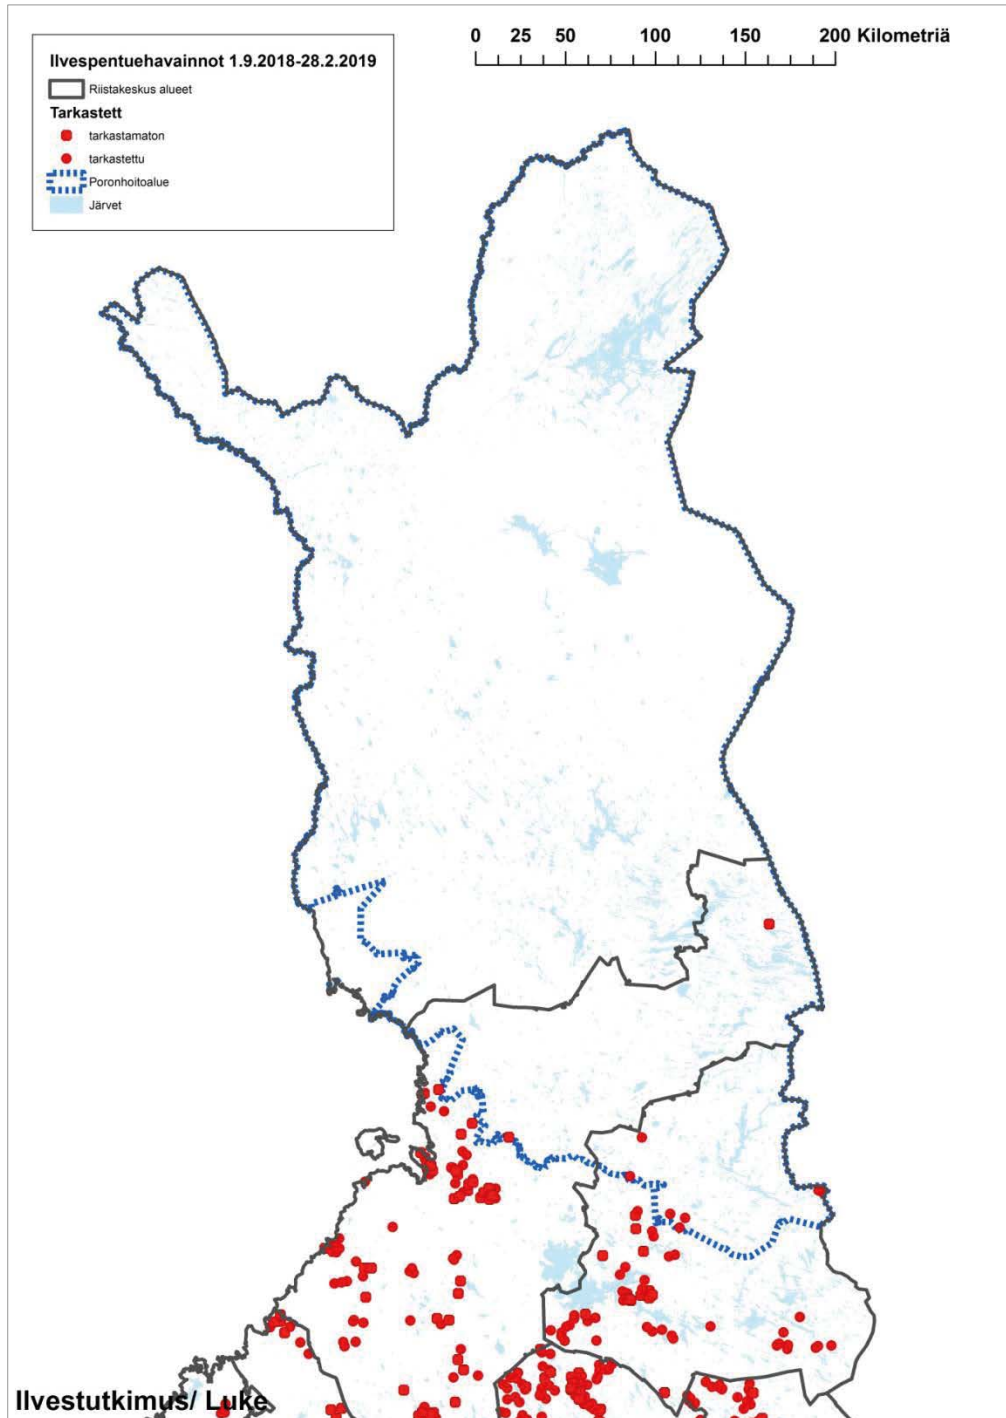 0 25 50 100 150 200 Kilometriä
Ilvespentuehavainnot 1.9.2018-28.2.2019
Riistakeskus alueet
Tarkastett
tarkastamaton
tarkastettu
Poronhoitoalue
Järvet
Ilvestutkimus/ Luke